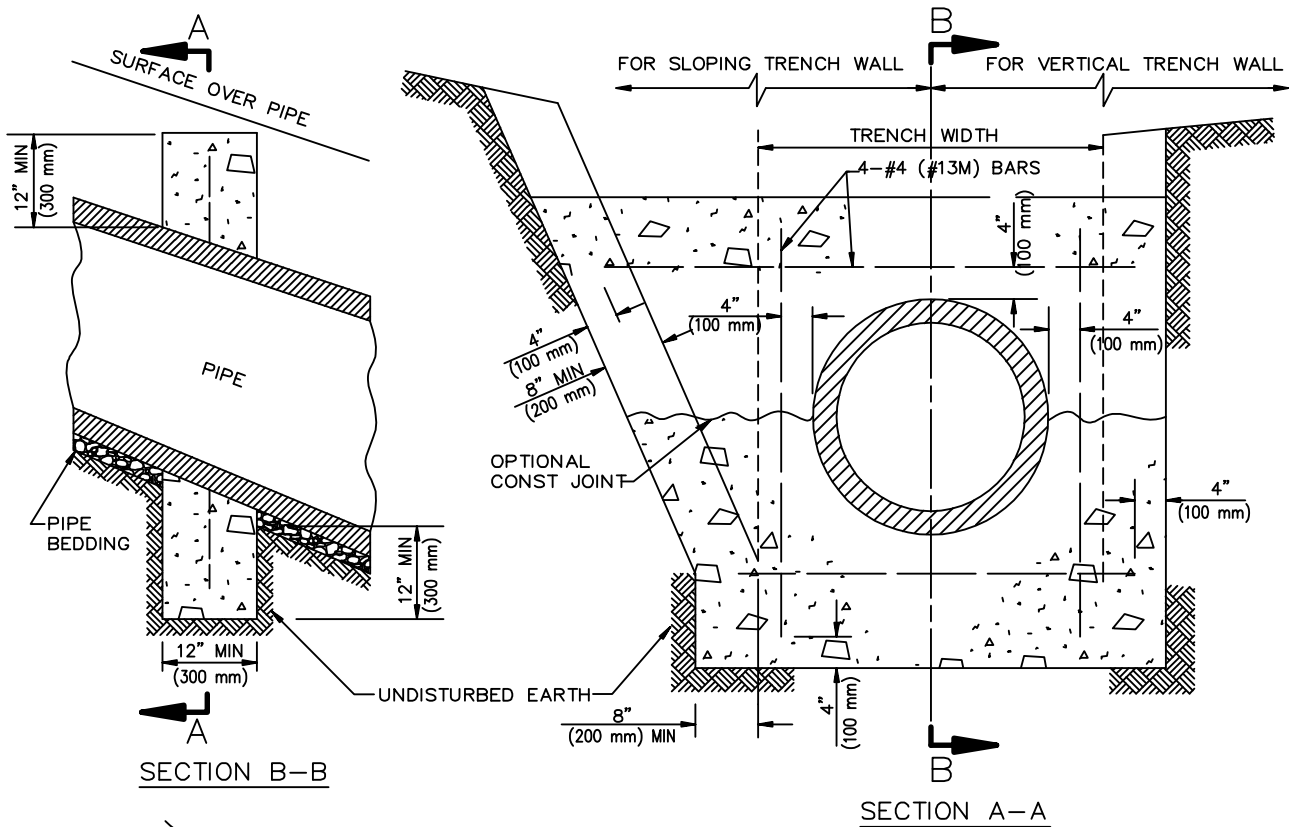 A
SURFACE OVER PIPE
12" MIN
(300 mm)
PIPE
PIPE
BEDDING
12" MIN
(300 mm)
12" MIN
(300 mm)
A
SECTION B-B
UNDISTURBED EARTH
B
FOR SLOPING TRENCH WALL
FOR VERTICAL TRENCH WALL
TRENCH WIDTH
4-#4 (#13M) BARS
4"
(100 mm)
4"
(100 mm)
4"
(100 mm)
4"
(100 mm)
8" MIN
(200 mm)
OPTIONAL
CONST JOINT
4"
(100 mm)
8"
(200 mm) MIN
4"
(100 mm)
B
SECTION A-A